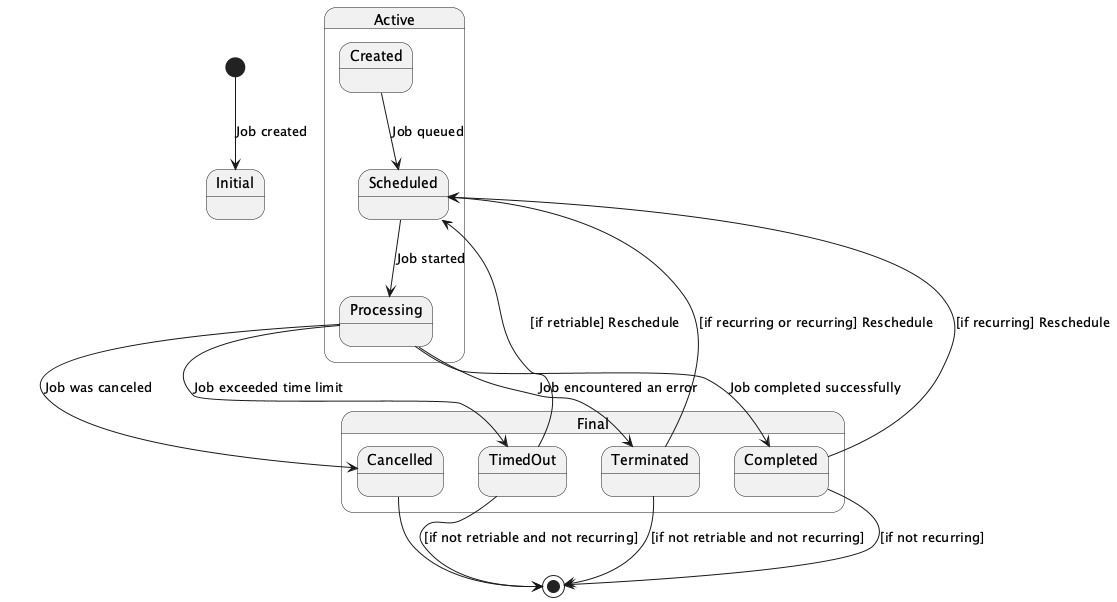 Active
Created
Job created
Job queued
Initial
Scheduled
Job started
Processing
[if retriable] Reschedule
[if recurring or recurring] Reschedule
[if recurring] Reschedule
Job was canceled
Job exceeded time limit
Job encountered an error
Job completed successfully
Final
Cancelled
TimedOut
Terminated
Completed
[if not retriable and not recurring]
[if not retriable and not recurring]
[if not recurring]